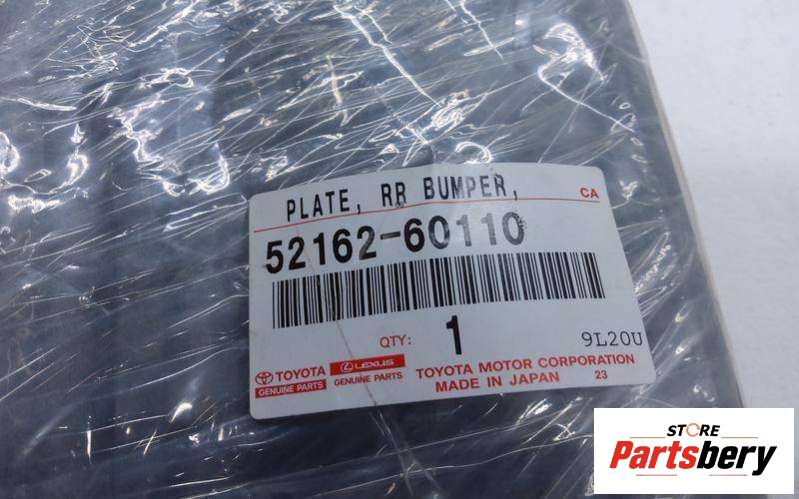 PLATE, RR BUMPER,
CA
52162-60110
QTY: 1
9L20U
TOYOTA
GENUINE PARTS
LEXUS
GENUINE PARTS
TOYOTA MOTOR CORPORATION
MADE IN JAPAN 23
STORE
Partsbery